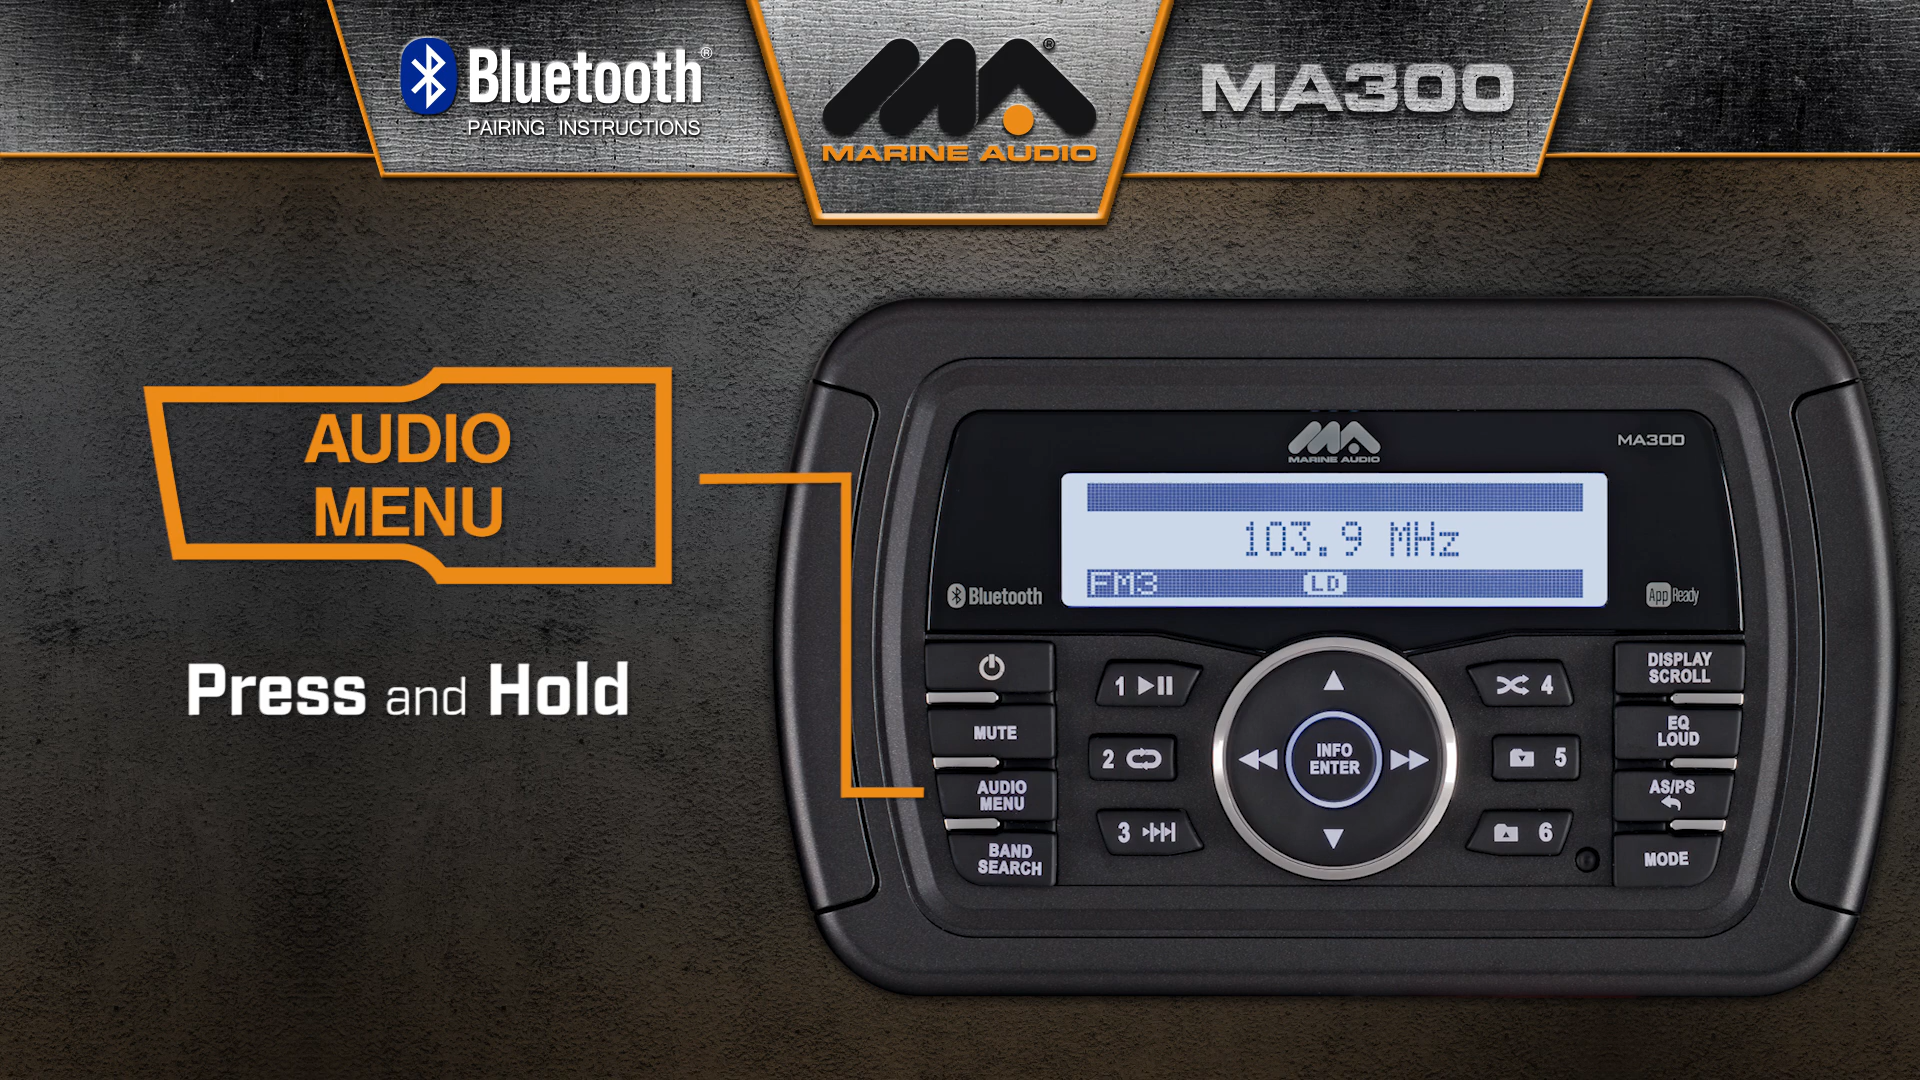 Bluetooth®
PAIRING INSTRUCTIONS
®
MARINE AUDIO
MA300
AUDIO
MENU
Press and Hold
MARINE AUDIO
MA300
103.9 MHz
FM3
LD
Bluetooth
App Ready
MUTE
AUDIO
MENU
BAND
SEARCH
1
2
3
INFO
ENTER
4
5
6
DISPLAY
SCROLL
EQ
LOUD
AS/PS
MODE